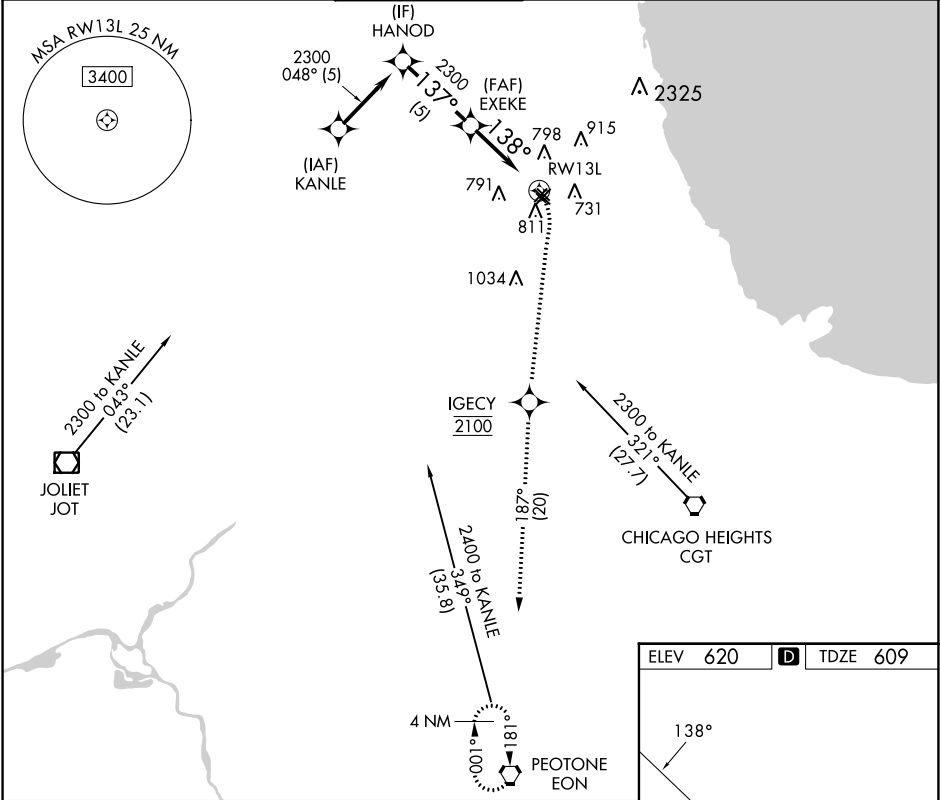 MSA RW13L 25 NM
3400
(IF)
HANOD
2300
048° (5)
2300
137°
(5)
(FAF)
EXEKE
138°
(IAF)
KANLE
2325
798
915
RW13L
791
731
811
1034
2300 to KANLE
043°
(23.1)
JOLIET
JOT
IGECY
2100
2300 to KANLE
321°
(27.7)
CHICAGO HEIGHTS
CGT
187°
(20)
2400 to KANLE
349°
(35.8)
4 NM
001°
181°
PEOTONE
EON
ELEV 620 D TDZE 609
138°